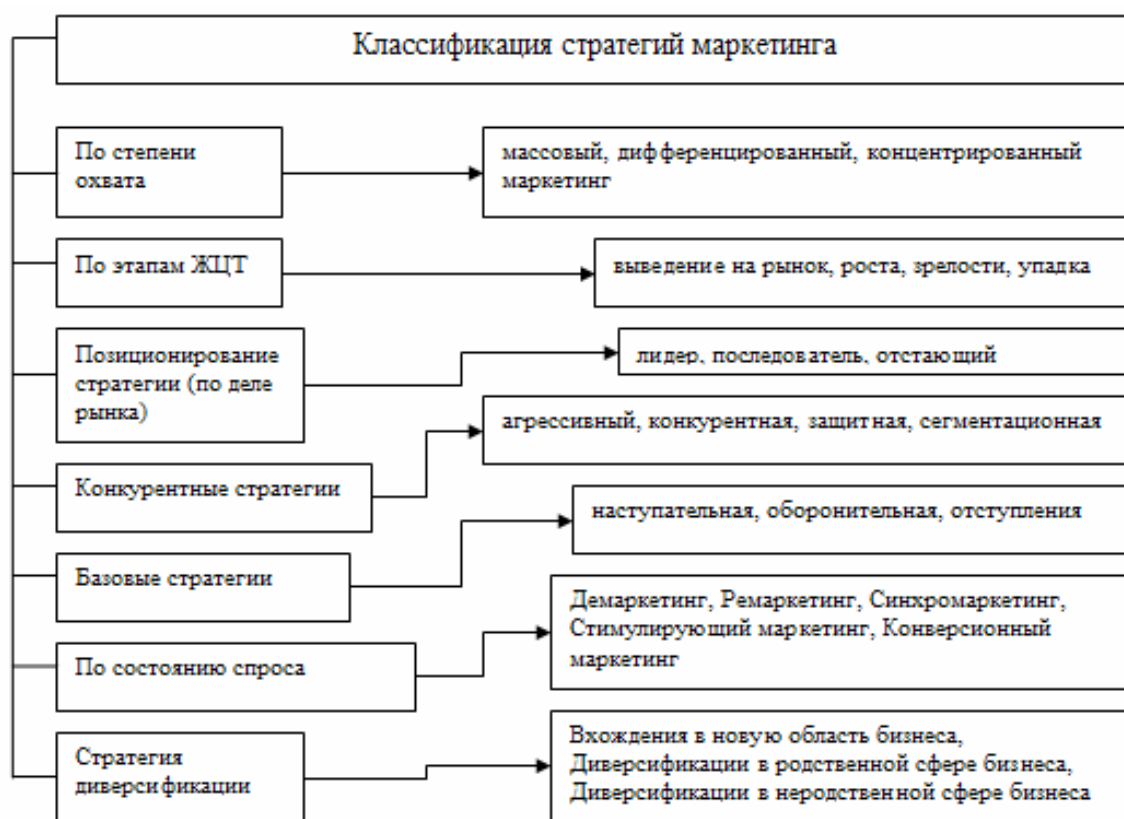 Классификация стратегий маркетинга
По степени
охвата
массовый, дифференцированный, концентрированный
маркетинг
По этапам ЖЦТ
выведение на рынок, роста, зрелости, упадка
Позиционирование
стратегии (по деле
рынка)
лидер, последователь, отстающий
Конкурентные стратегии
агрессивный, конкурентная, защитная, сегментационная
Базовые стратегии
наступательная, оборонительная, отступления
По состоянию спроса
Демаркетинг, Ремаркетинг, Синхромаркетинг,
Стимулирующий маркетинг, Конверсионный
маркетинг
Стратегия
диверсификации
Вхождения в новую область бизнеса,
Диверсификации в родственной сфере бизнеса,
Диверсификации в неродственной сфере бизнеса